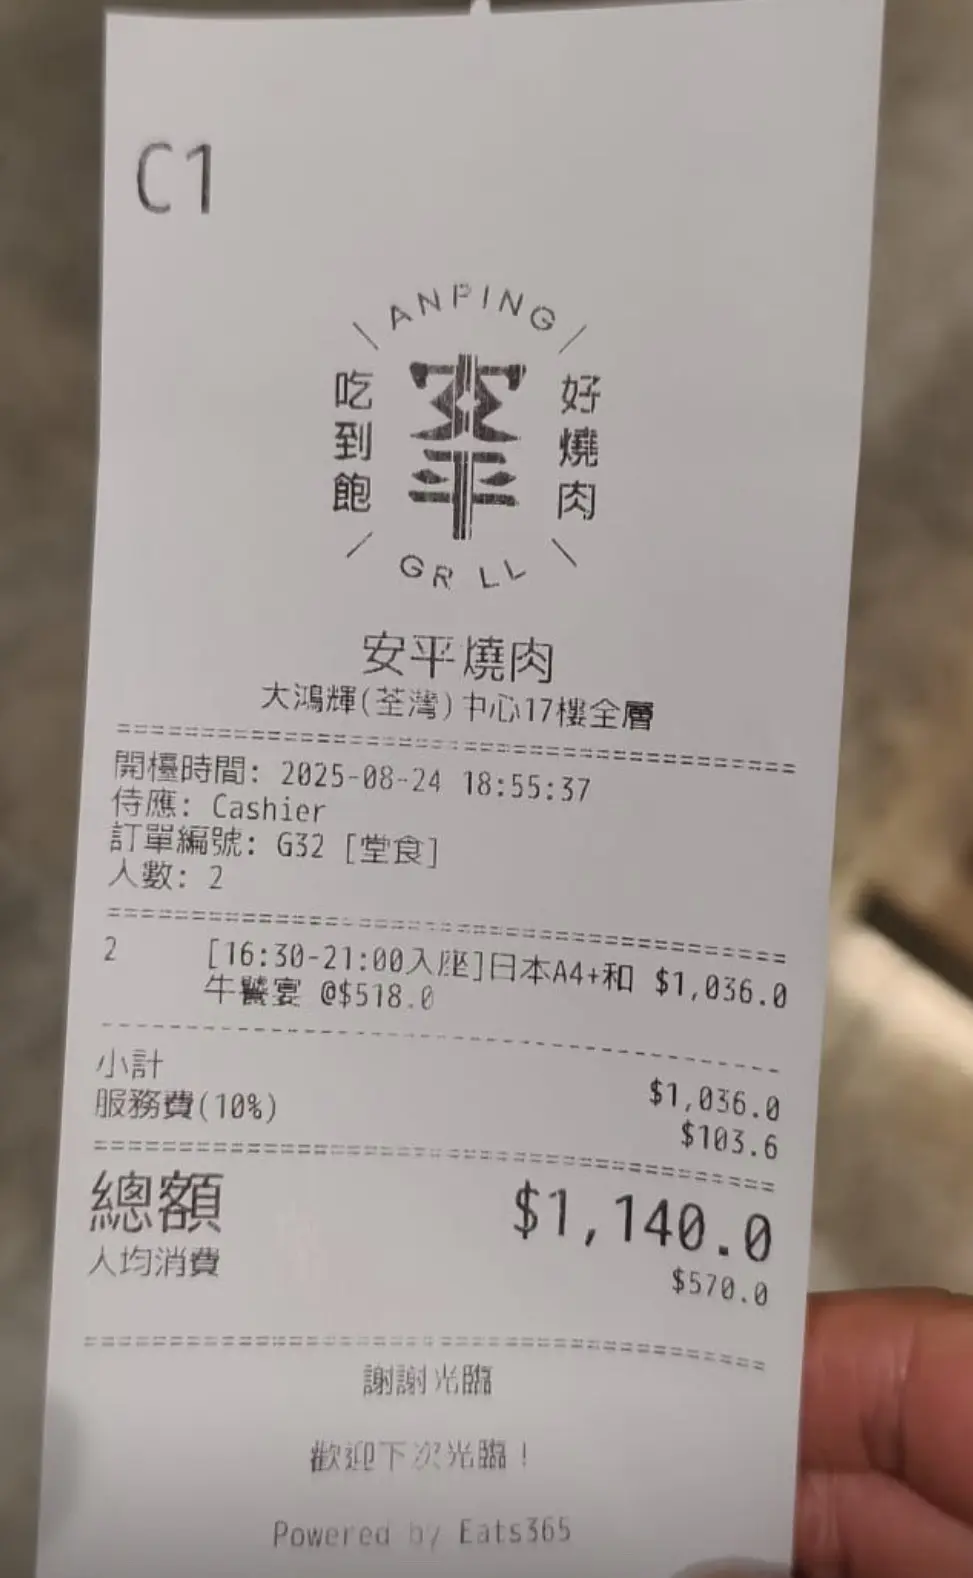 C1
ANPING
吃到飽
安平
好燒肉
GR LL
安平燒肉
大鴻輝(荃灣)中心17樓全層
開檯時間: 2025-08-24 18:55:37
侍應: Cashier
訂單編號: G32 [堂食]
人數: 2
2 [16:30-21:00入座]日本A4+和 $1,036.0
牛饕宴 @$518.0
小計 $1,036.0
服務費(10%) $103.6
總額 $1,140.0
人均消費 $570.0
謝謝光臨
歡迎下次光臨！
Powered by Eats365